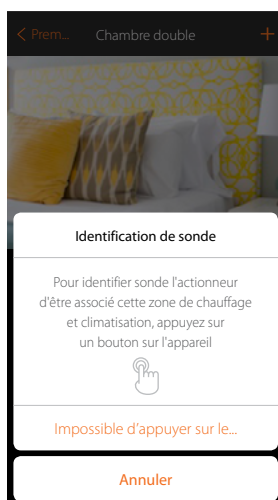 Prem... Chambre double +
Identification de sonde
Pour identifier sonde l'actionneur
d'être associé cette zone de chauffage
et climatisation, appuyez sur
un bouton sur l'appareil
Impossible d'appuyer sur le...
Annuler